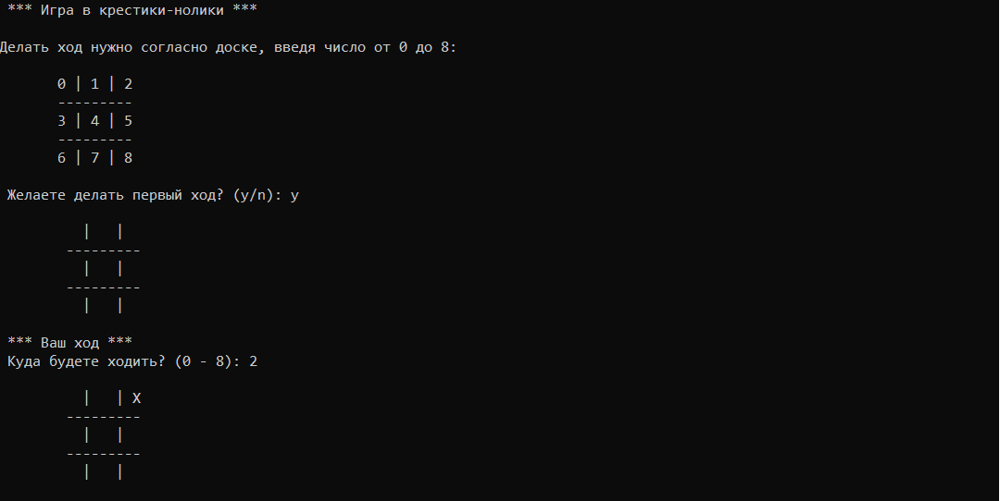 *** Игра в крестики-нолики ***
Делать ход нужно согласно доске, введя число от 0 до 8:
0 | 1 | 2
---------
3 | 4 | 5
---------
6 | 7 | 8
Желаете делать первый ход? (y/n): y
  |   |
---------
  |   |
---------
  |   |
*** Ваш ход ***
Куда будете ходить? (0 - 8): 2
  |   | X
---------
  |   |
---------
  |   |